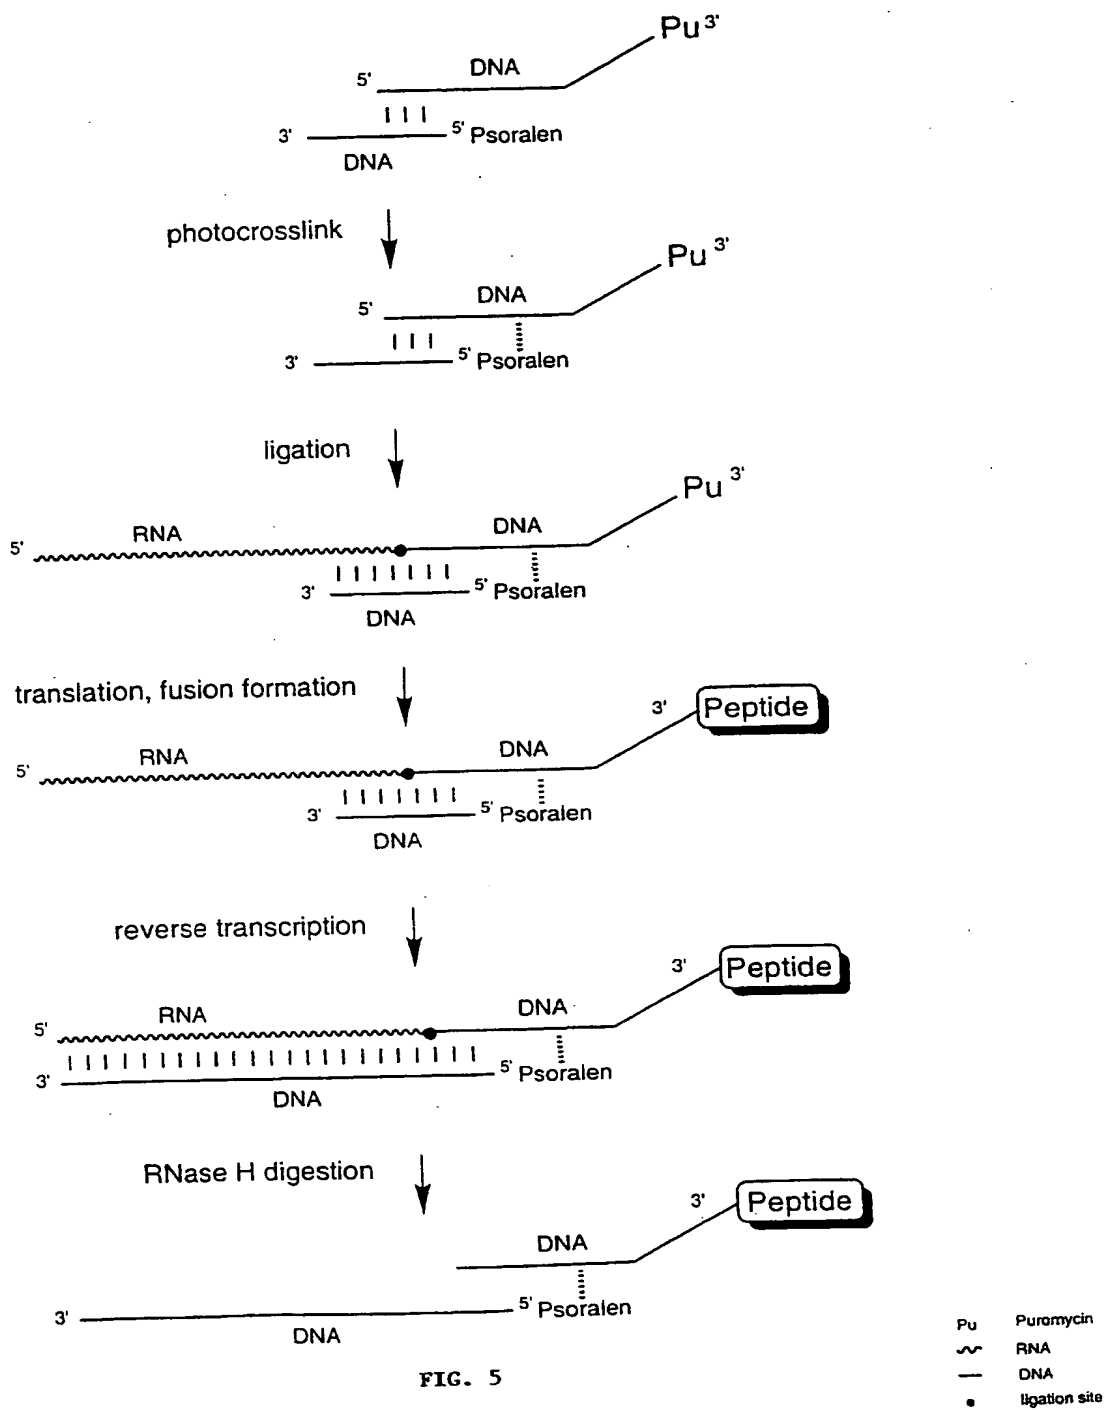 Pu 3'
DNA
5'
3' 5' Psoralen
DNA
photocrosslink
Pu 3'
DNA
5'
3' 5' Psoralen
ligation
Pu 3'
RNA DNA
5'
3' 5' Psoralen
DNA
translation, fusion formation
3' Peptide
RNA DNA
5'
3' 5' Psoralen
DNA
reverse transcription
3' Peptide
RNA DNA
5'
3' 5' Psoralen
DNA
RNase H digestion
3' Peptide
DNA
3' 5' Psoralen
DNA
FIG. 5
Pu Puromycin
RNA
DNA
ligation site